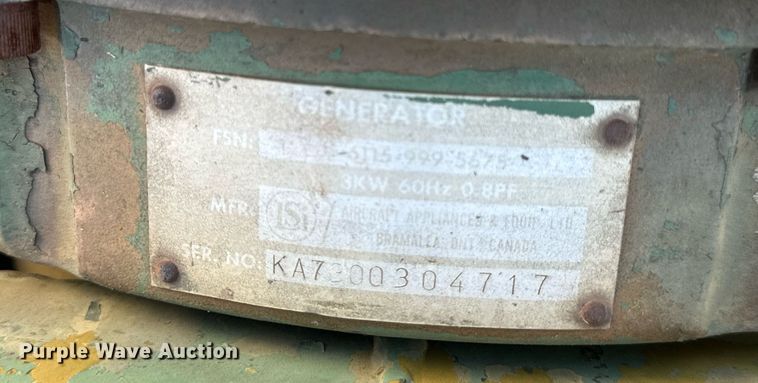 GENERATOR
FSN: 6115-999-5675
3KW 60Hz 0.8PF
MFR: ISI AIRCRAFT APPLIANCES & EQUIP. LTD
BRAMALEA, ONT. CANADA
SER. NO. KA7300304717
Purple Wave Auction